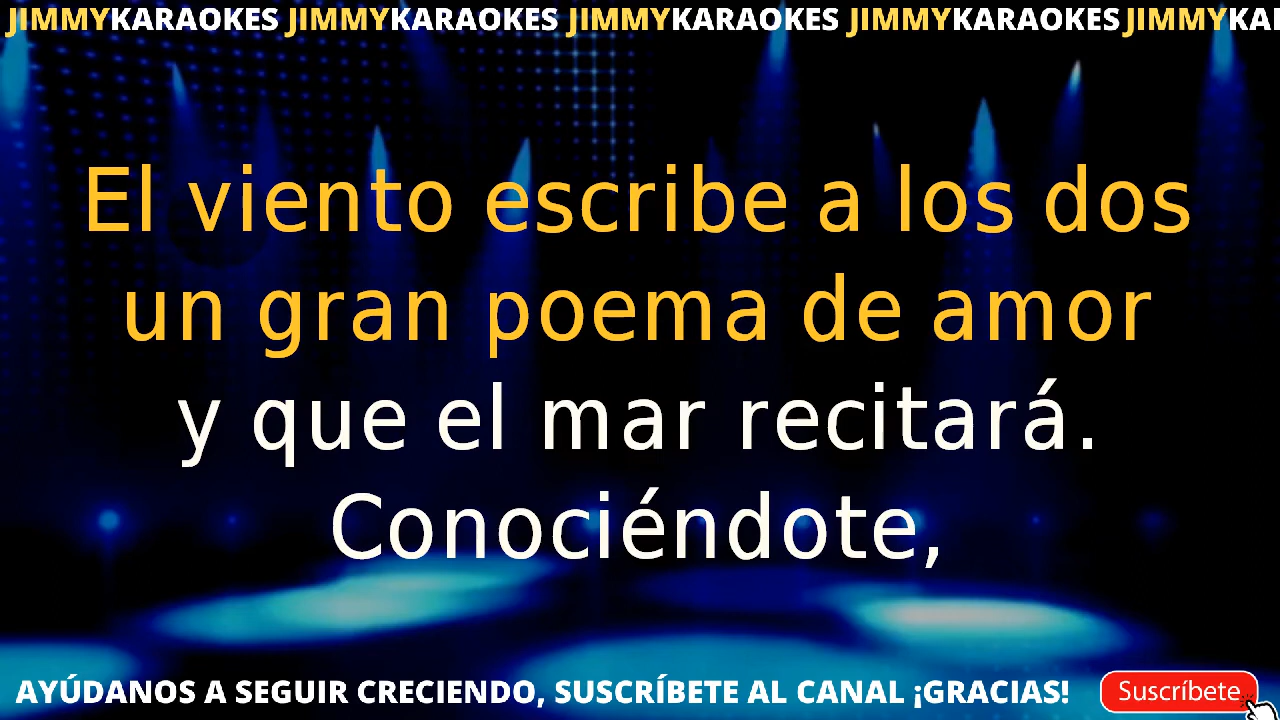 JIMMYKARAOKES JIMMYKARAOKES JIMMYKARAOKES JIMMYKARAOKES JIMMYKA
El viento escribe a los dos
un gran poema de amor
y que el mar recitará.
Conociéndote,
AYÚDANOS A SEGUIR CRECIENDO, SUSCRÍBETE AL CANAL ¡GRACIAS! Suscríbete